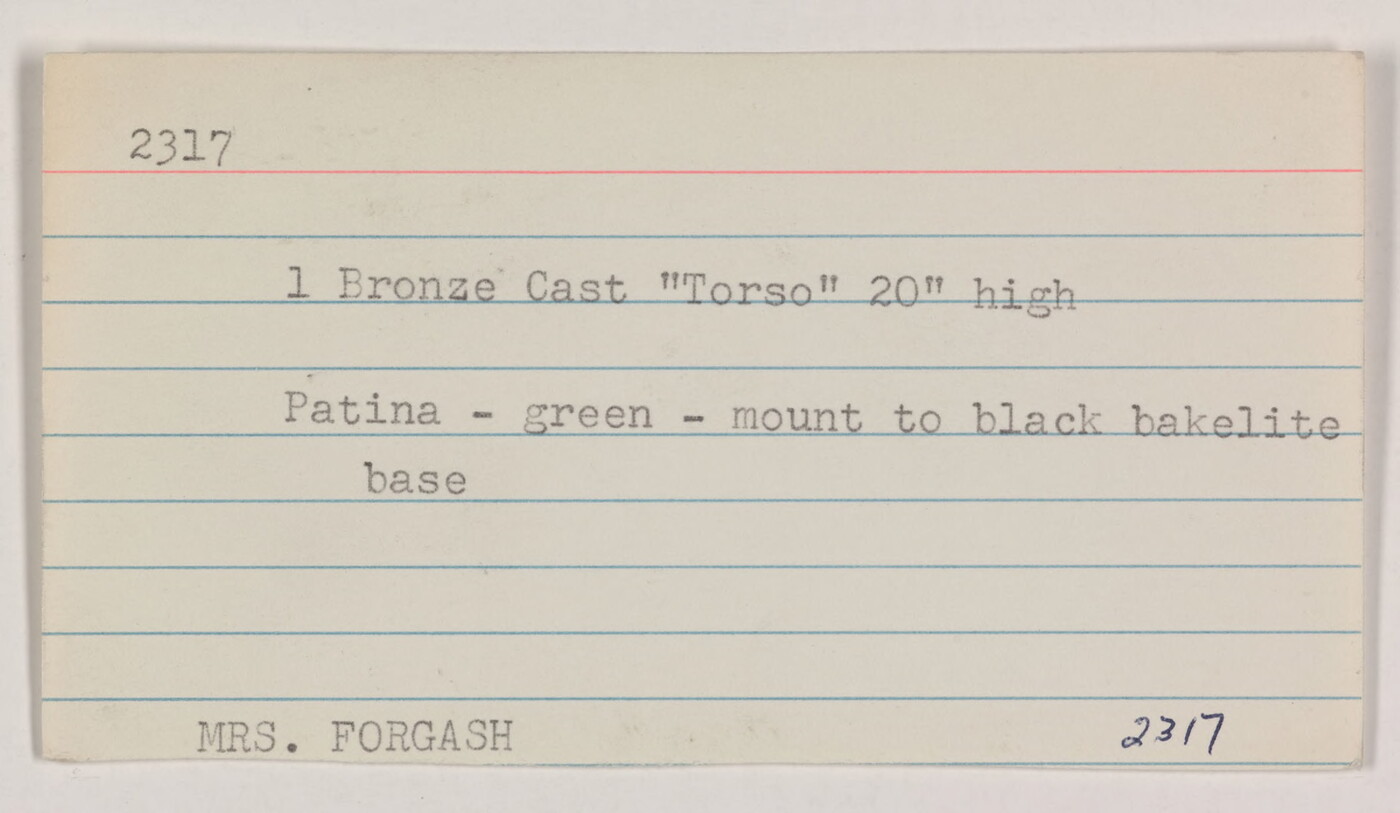 2317
1 Bronze Cast "Torso" 20" high
Patina - green - mount to black bakelite
base
MRS. FORGASH
2317